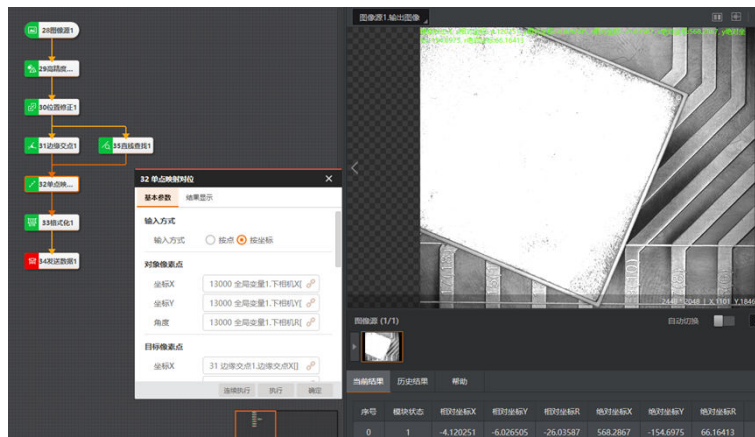 28图像源1
29高精度...
30位置修正1
31边缘交点1
35直线查找1
32单点映...
33格式化1
34发送数据1
32 单点映射对位
基本参数
结果显示
输入方式
输入方式
按点
按坐标
对象像素点
坐标X
13000 全局变量1.下相机X[
坐标Y
13000 全局变量1.下相机Y[
角度
13000 全局变量1.下相机R[
目标像素点
坐标X
31 边缘交点1.边缘交点X[]
连续执行
执行
确定
图像源1.输出图像
2448 * 2048 | X,1101 Y,1846
图像源 (1/1)
自动切换
当前结果
历史结果
帮助
序号 模块状态 相对坐标X 相对坐标Y 相对坐标R 绝对坐标X 绝对坐标Y 绝对坐标R
0 1 -4.120251 -6.026505 -26.03587 568.2867 -154.6975 66.16413